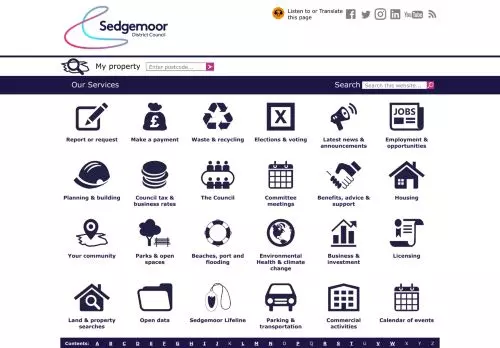 Sedgemoor
District Council
Listen to or Translate
this page
You Tube
My property
Enter postcode...
Our Services
Search
Search this website...
Report or request
£
Make a payment
Waste & recycling
X
Elections & voting
Latest news &
announcements
JOBS
Employment &
opportunities
Planning & building
Council tax &
business rates
The Council
Committee
meetings
Benefits, advice &
support
Housing
Your community
Parks & open
spaces
Beaches, port and
flooding
Environmental
Health & climate
change
Business &
investment
Licensing
Land & property
searches
Open data
Sedgemoor Lifeline
Parking &
transportation
Commercial
activities
Calendar of events
Contents: A B C D E F G H I J K L M N O P Q R S T U V W X Y Z